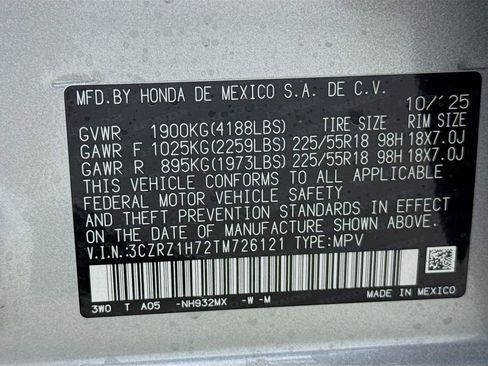 MFD.BY HONDA DE MEXICO S.A. DE C.V.
10/'25
GVWR 1900KG(4188LBS) TIRE SIZE RIM SIZE
GAWR F 1025KG(2259LBS) 225/55R18 98H 18X7.0J
GAWR R 895KG(1973LBS) 225/55R18 98H 18X7.0J
THIS VEHICLE CONFORMS TO ALL APPLICABLE
FEDERAL MOTOR VEHICLE SAFETY
AND THEFT PREVENTION STANDARDS IN EFFECT
ON THE DATE OF MANUFACTURE SHOWN ABOVE.
V.I.N.:3CZRZ1H72TM726121 TYPE:MPV
3W0 T A05 -NH932MX -W -M
MADE IN MEXICO